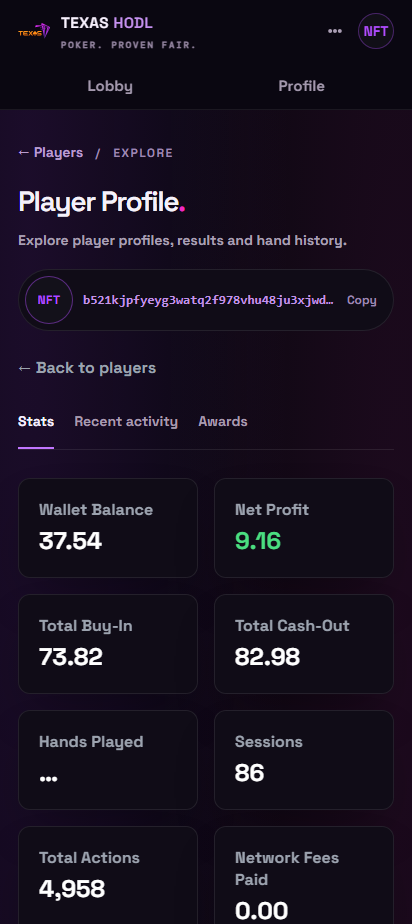 TEXAS
TEXAS HODL
POKER. PROVEN FAIR.
•••
NFT
Lobby
Profile
← Players / EXPLORE
Player Profile.
Explore player profiles, results and hand history.
NFT
b521kjpfyeyg3watq2f978vhu48ju3xjwd…
Copy
← Back to players
Stats
Recent activity
Awards
Wallet Balance
37.54
Net Profit
9.16
Total Buy-In
73.82
Total Cash-Out
82.98
Hands Played
…
Sessions
86
Total Actions
4,958
Network Fees
Paid
0.00